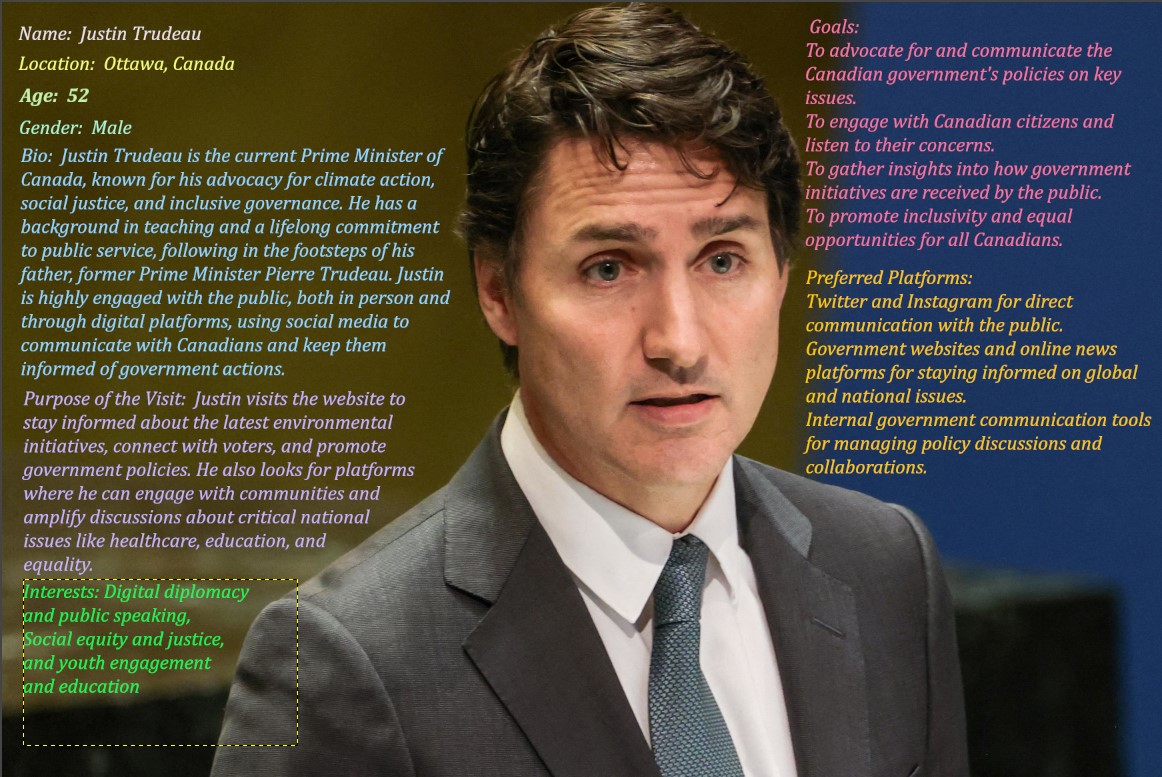 Name: Justin Trudeau
Location: Ottawa, Canada
Age: 52
Gender: Male
Bio: Justin Trudeau is the current Prime Minister of
Canada, known for his advocacy for climate action,
social justice, and inclusive governance. He has a
background in teaching and a lifelong commitment
to public service, following in the footsteps of his
father, former Prime Minister Pierre Trudeau. Justin
is highly engaged with the public, both in person and
through digital platforms, using social media to
communicate with Canadians and keep them
informed of government actions.
Purpose of the Visit: Justin visits the website to
stay informed about the latest environmental
initiatives, connect with voters, and promote
government policies. He also looks for platforms
where he can engage with communities and
amplify discussions about critical national
issues like healthcare, education, and
equality.
Interests: Digital diplomacy
and public speaking,
Social equity and justice,
and youth engagement
and education
Goals:
To advocate for and communicate the
Canadian government's policies on key
issues.
To engage with Canadian citizens and
listen to their concerns.
To gather insights into how government
initiatives are received by the public.
To promote inclusivity and equal
opportunities for all Canadians.
Preferred Platforms:
Twitter and Instagram for direct
communication with the public.
Government websites and online news
platforms for staying informed on global
and national issues.
Internal government communication tools
for managing policy discussions and
collaborations.